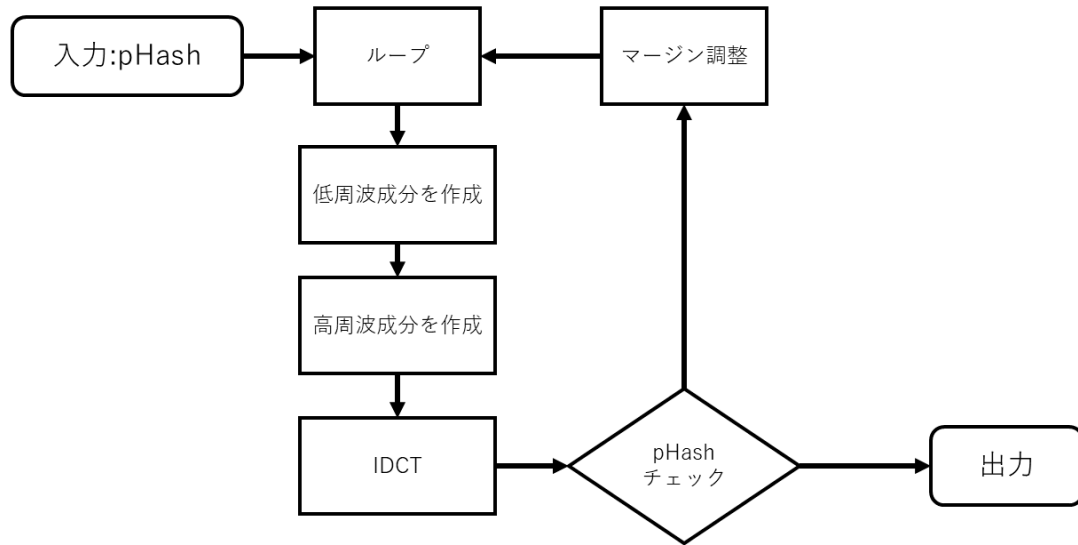 入力:pHash
ループ
マージン調整
低周波成分を作成
高周波成分を作成
IDCT
pHash
チェック
出力